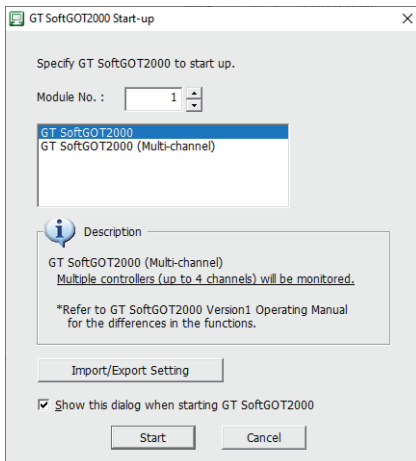 GT SoftGOT2000 Start-up
Specify GT SoftGOT2000 to start up.
Module No. : 1
GT SoftGOT2000
GT SoftGOT2000 (Multi-channel)
Description
GT SoftGOT2000 (Multi-channel)
Multiple controllers (up to 4 channels) will be monitored.
*Refer to GT SoftGOT2000 Version1 Operating Manual
for the differences in the functions.
Import/Export Setting
Show this dialog when starting GT SoftGOT2000
Start Cancel